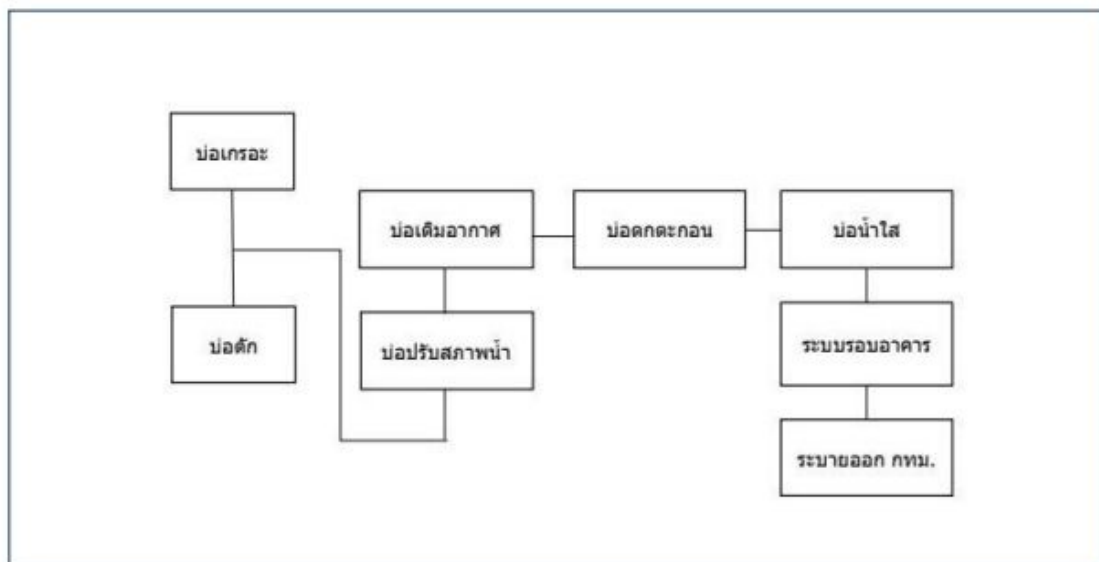 บ่อเกรอะ
บ่อดัก
บ่อปรับสภาพน้ำ
บ่อเติมอากาศ
บ่อตกตะกอน
บ่อน้ำใส
ระบบรอบอาคาร
ระบายออก กทม.